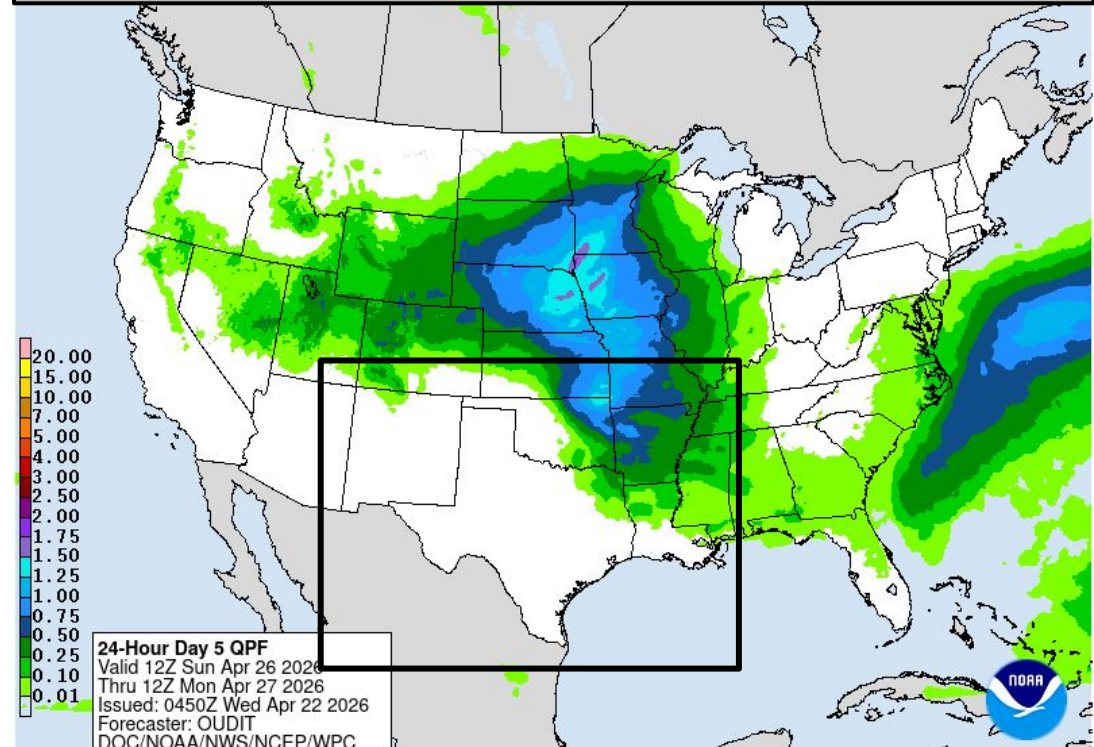 20.00
15.00
10.00
7.00
5.00
4.00
3.00
2.50
2.00
1.75
1.50
1.25
1.00
0.75
0.50
0.25
0.10
0.01
24-Hour Day 5 QPF
Valid 12Z Sun Apr 26 2026
Thru 12Z Mon Apr 27 2026
Issued: 0450Z Wed Apr 22 2026
Forecaster: OUDIT
DOC/NOAA/NWS/NCEP/WPC
NOAA